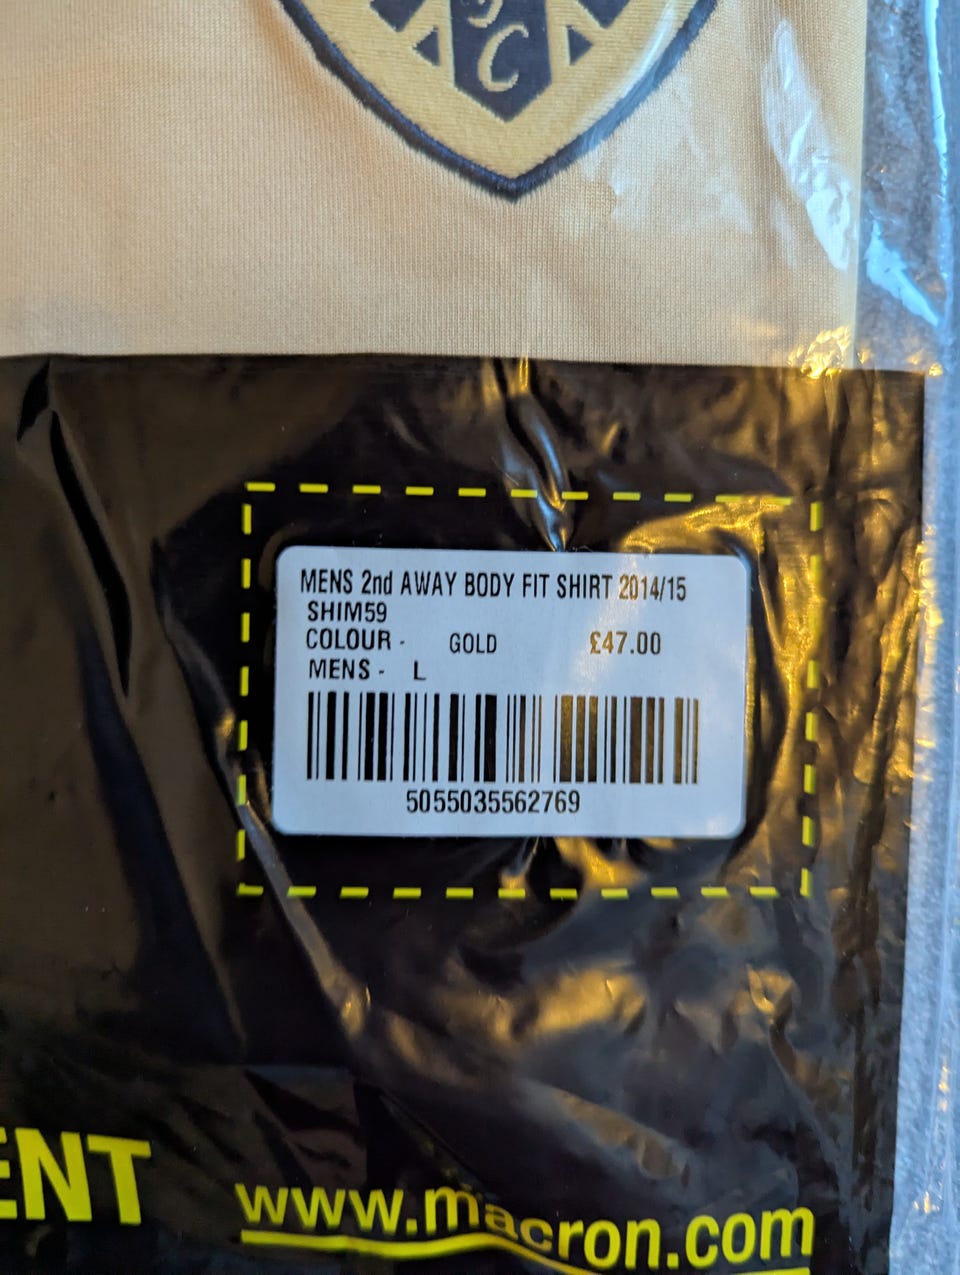 C
MENS 2nd AWAY BODY FIT SHIRT 2014/15
SHIM59
COLOUR - GOLD £47.00
MENS - L
5055035562769
ENT
www.macron.com